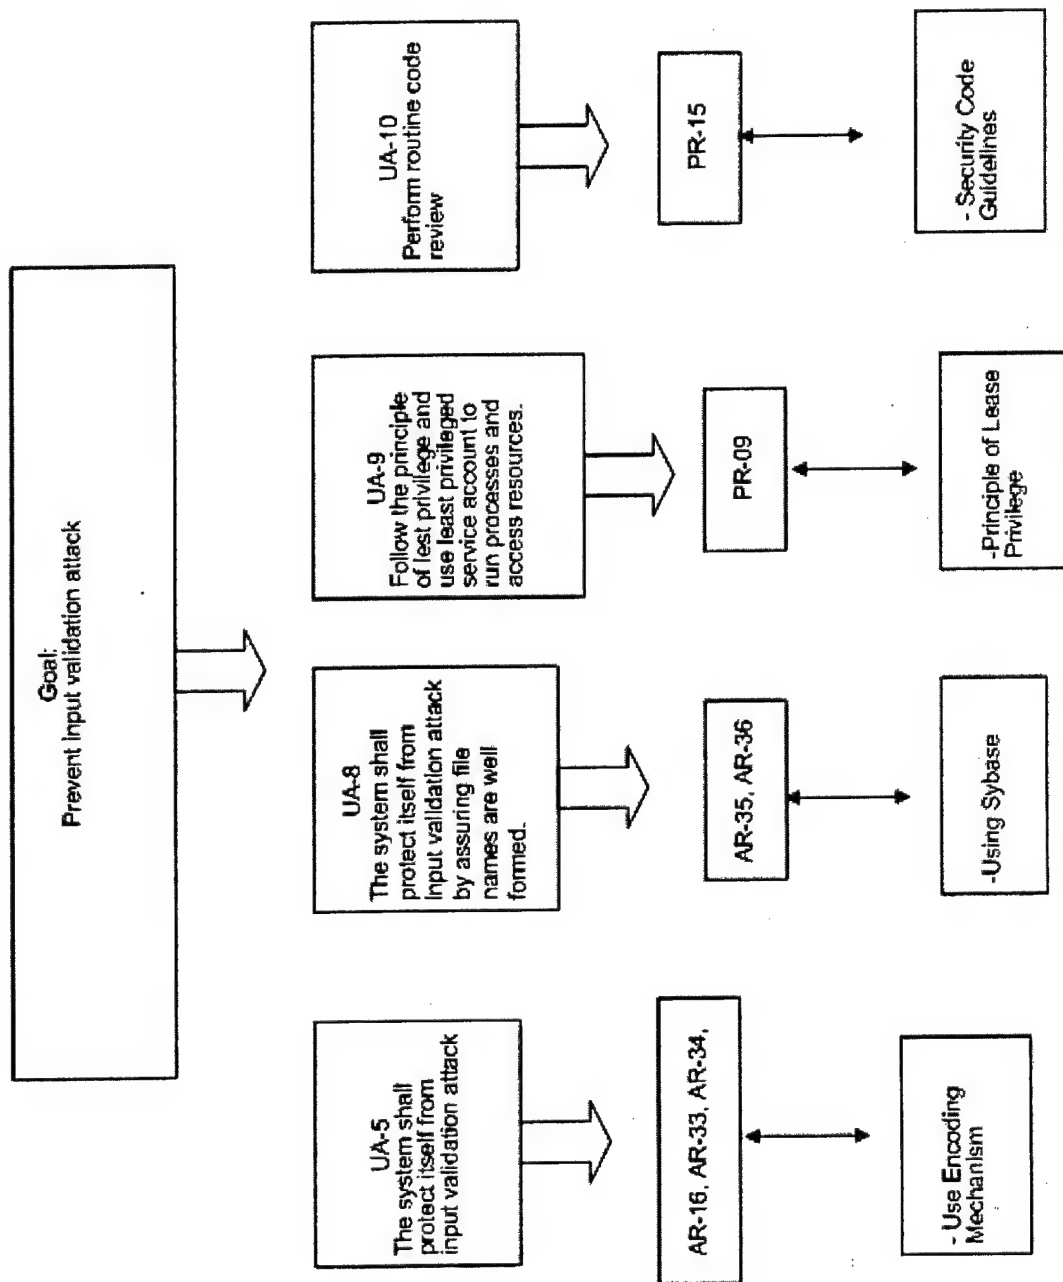 Goal:
Prevent input validation attack
UA-5
The system shall
protect itself from
input validation attack
UA-8
The system shall
protect itself from
input validation attack
by assuring file
names are well
formed.
UA-9
Follow the principle
of lest privilege and
use least privileged
service account to
run processes and
access resources.
UA-10
Perform routine code
review
AR-16, AR-33, AR-34,
AR-35, AR-36
PR-09
PR-15
- Use Encoding
Mechanism
-Using Sybase
-Principle of Lease
Privilege
- Security Code
Guidelines